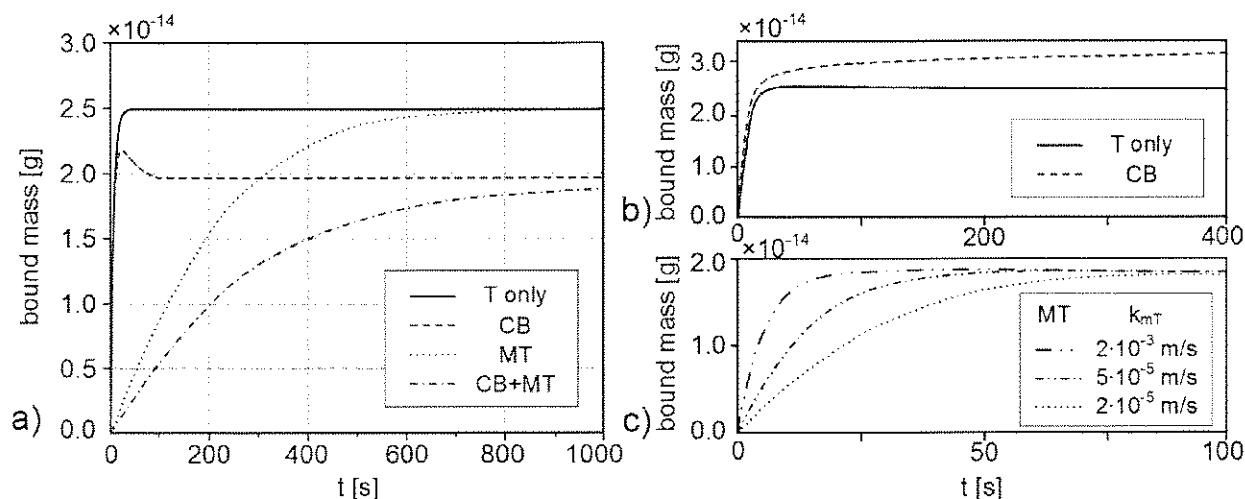 ×10⁻¹⁴
bound mass [g]
3.0
2.5
2.0
1.5
1.0
0.5
0.0
0 200 400 600 800 1000
t [s]
T only
CB
MT
CB+MT
a)
×10⁻¹⁴
bound mass [g]
3.0
2.0
1.0
0.0
0 200 400
T only
CB
b)
×10⁻¹⁴
bound mass [g]
2.0
1.0
0.0
0 50 100
t [s]
MT k_mT
2·10⁻³ m/s
5·10⁻⁵ m/s
2·10⁻⁵ m/s
c)